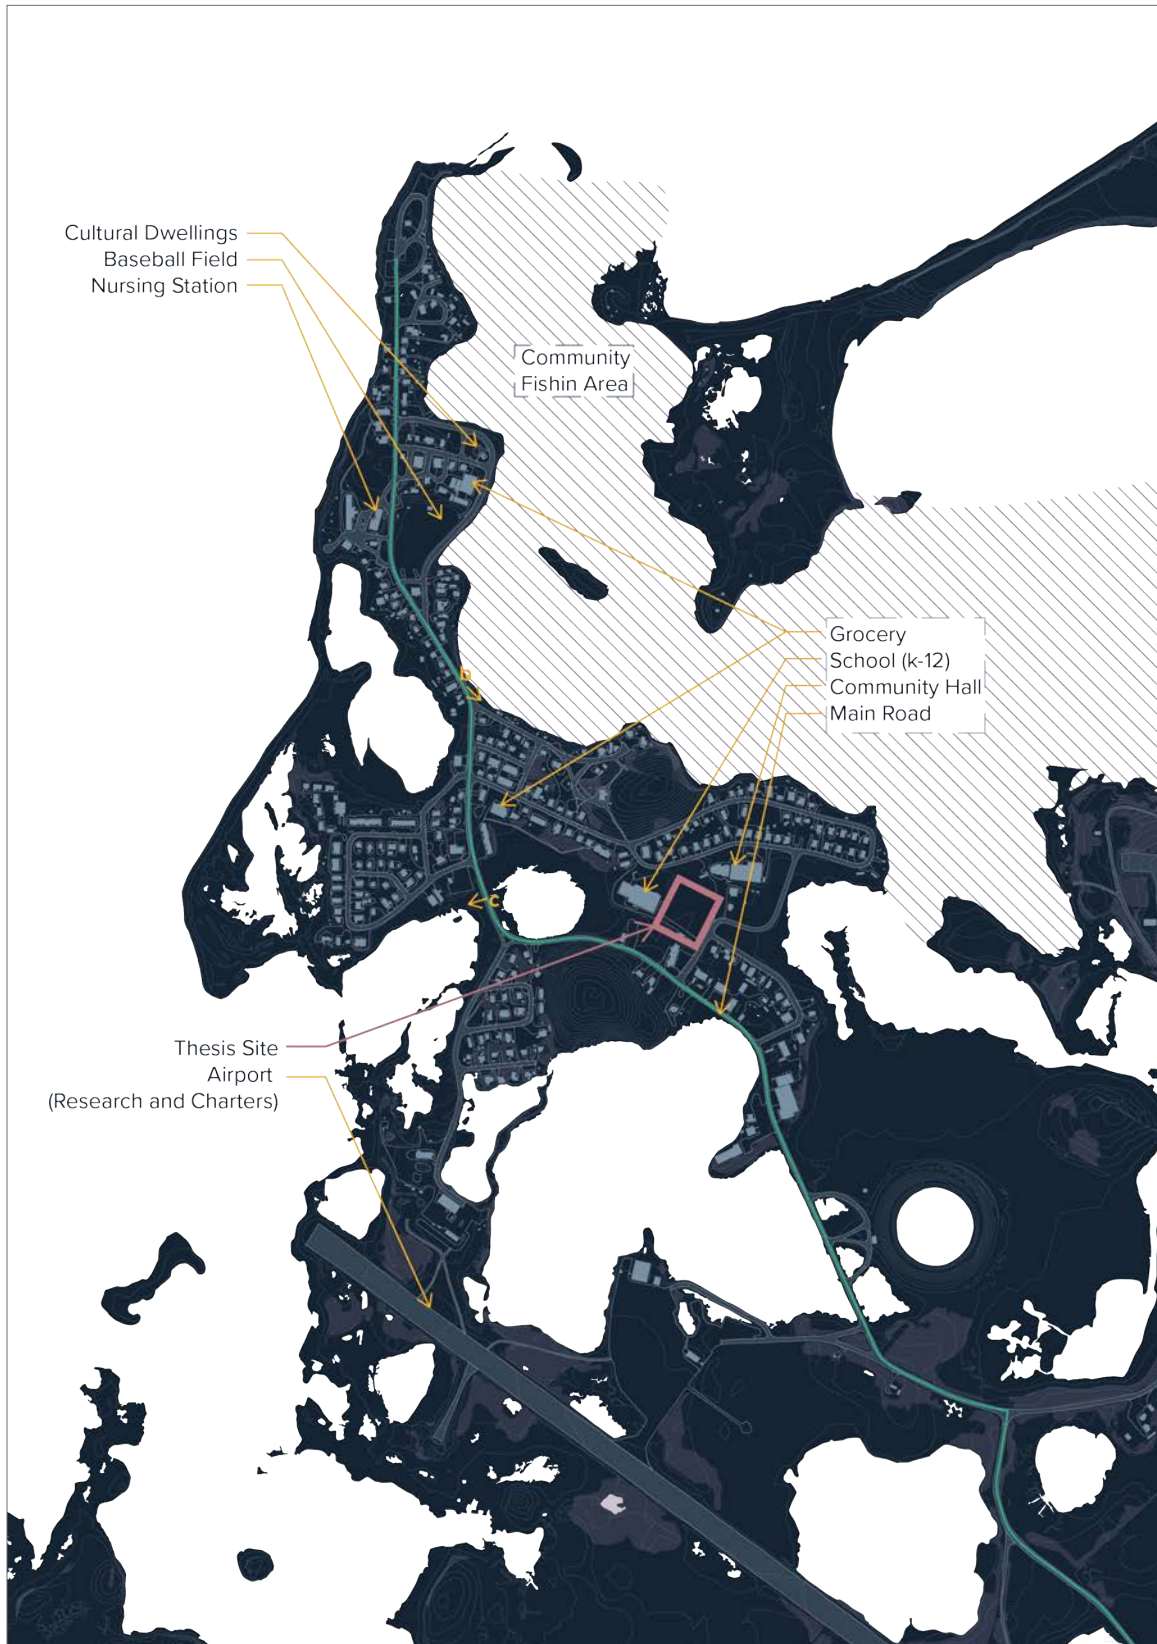 Cultural Dwellings
Baseball Field
Nursing Station
Community
Fishin Area
Grocery
School (k-12)
Community Hall
Main Road
b
c
Thesis Site
Airport
(Research and Charters)